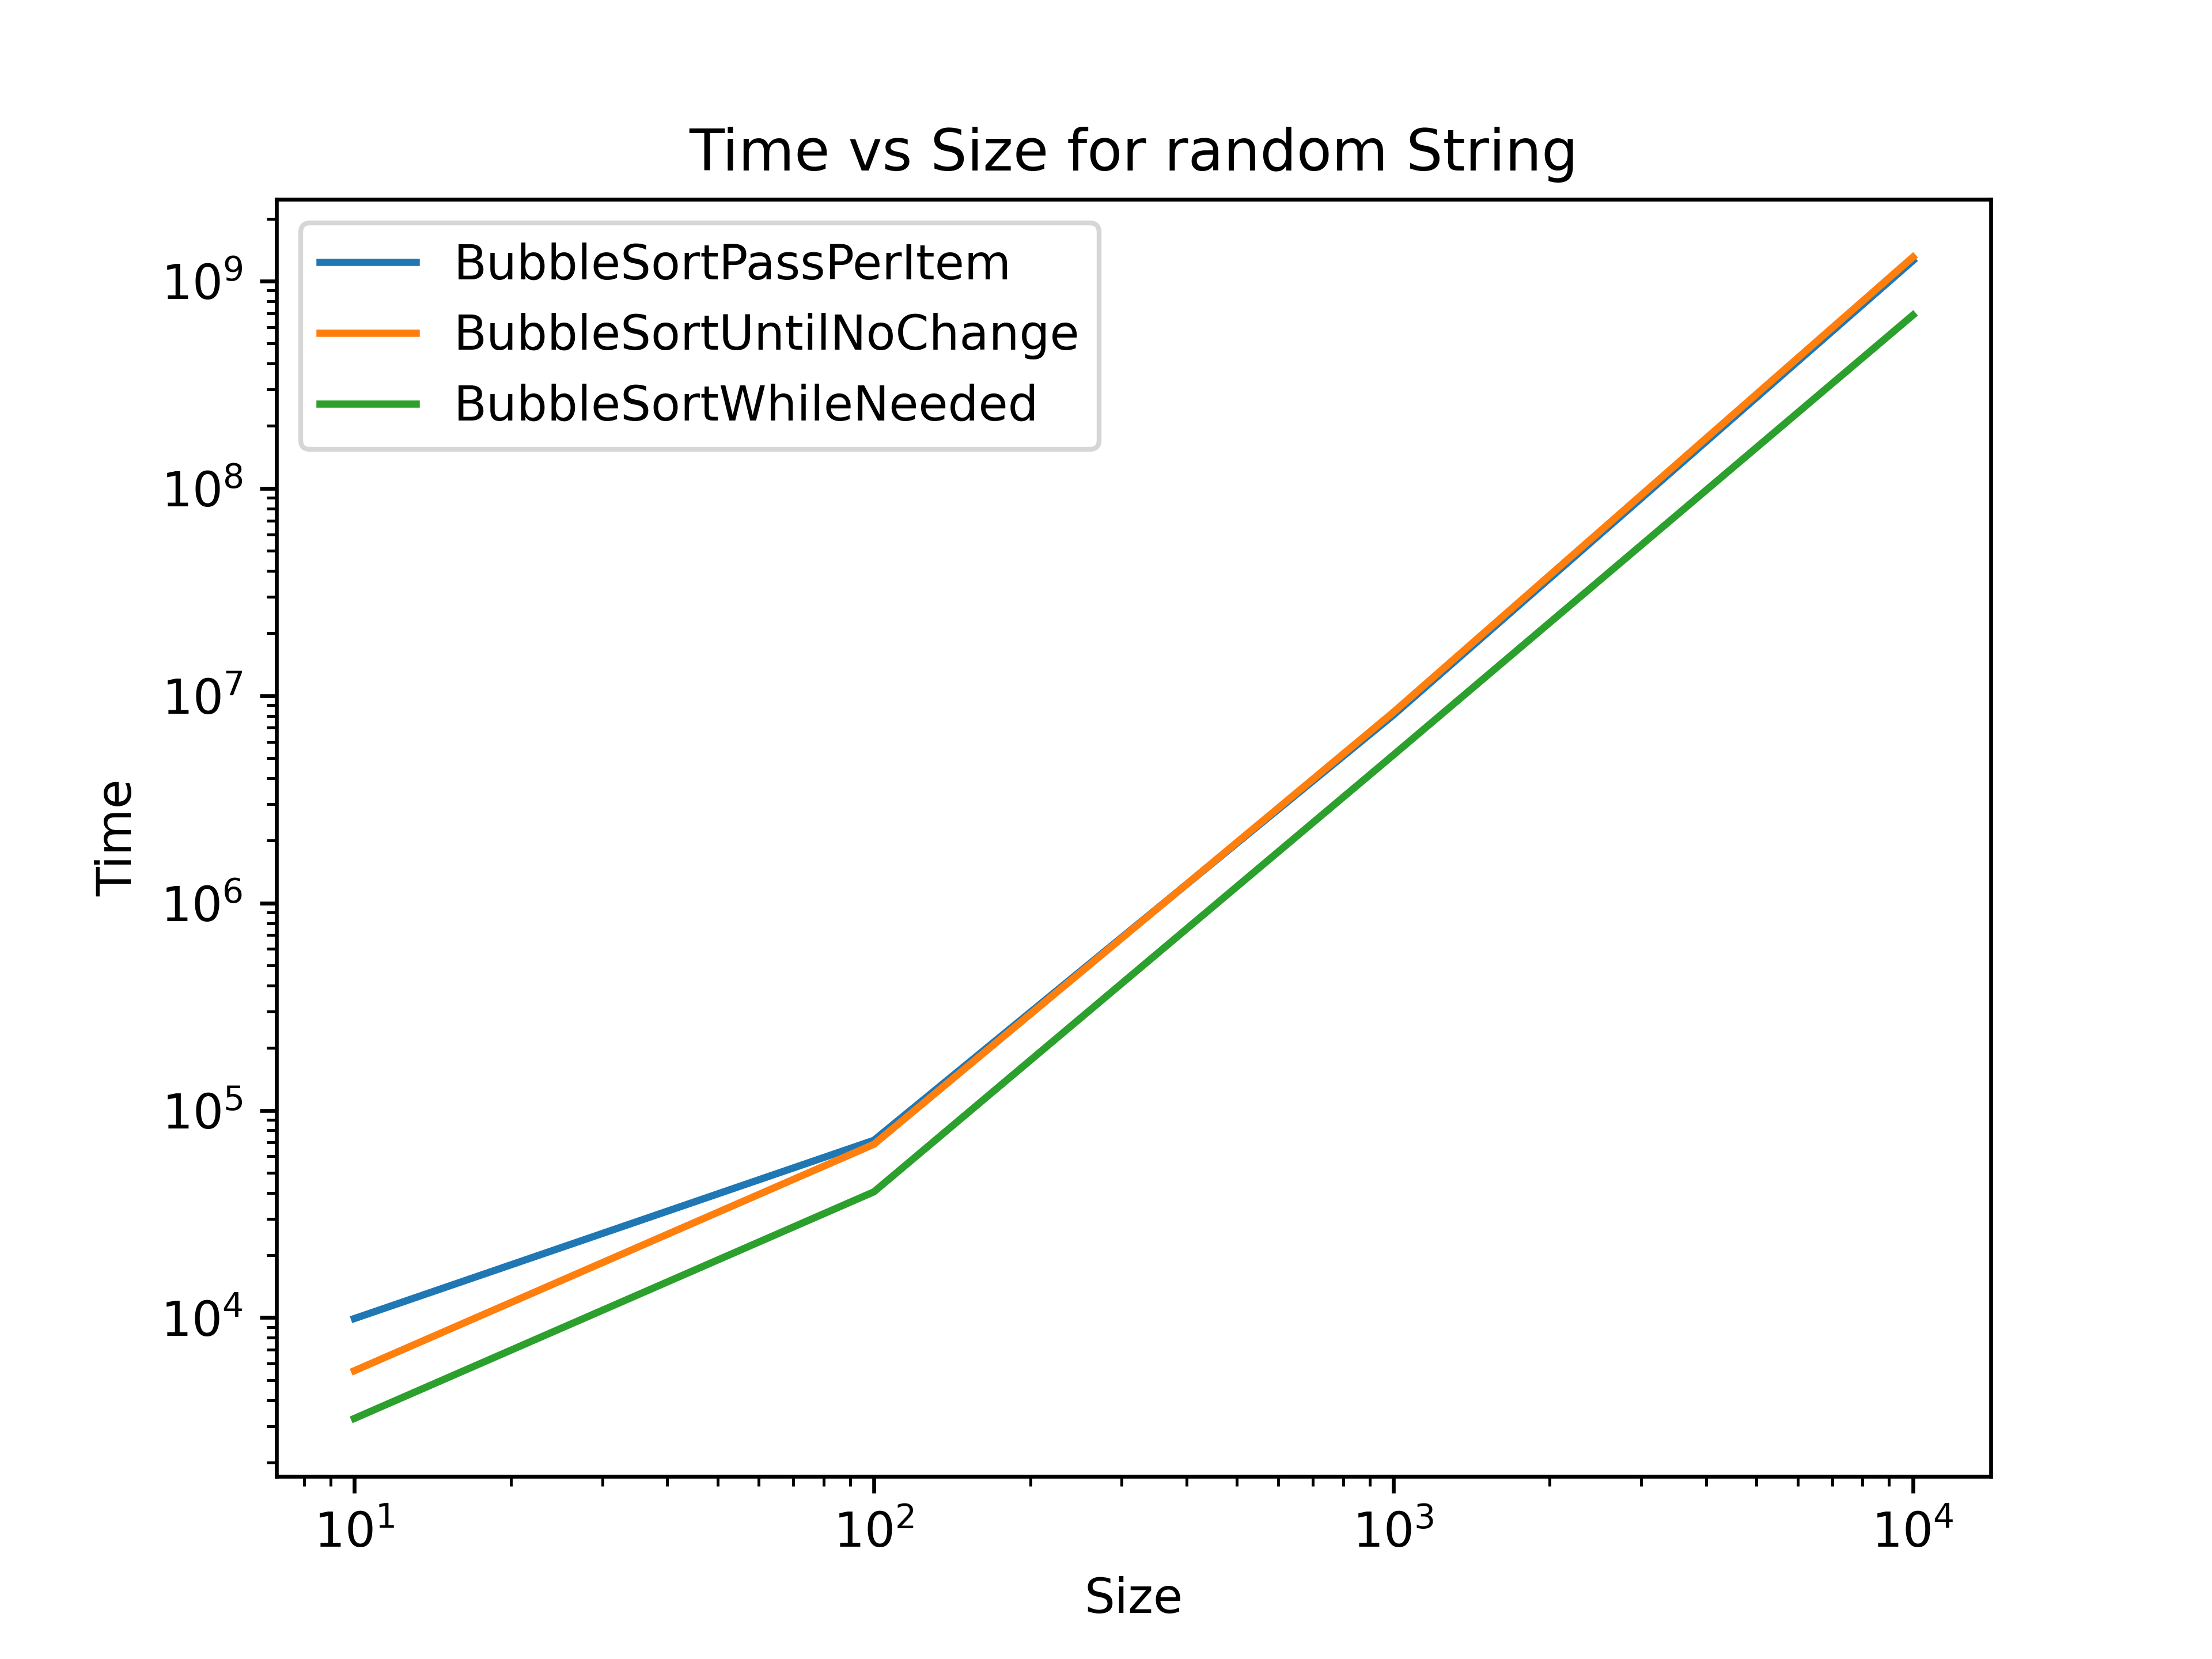 Time vs Size for random String
BubbleSortPassPerItem
BubbleSortUntilNoChange
BubbleSortWhileNeeded
10⁹
10⁸
10⁷
10⁶
10⁵
10⁴
Time
10¹ 10² 10³ 10⁴
Size